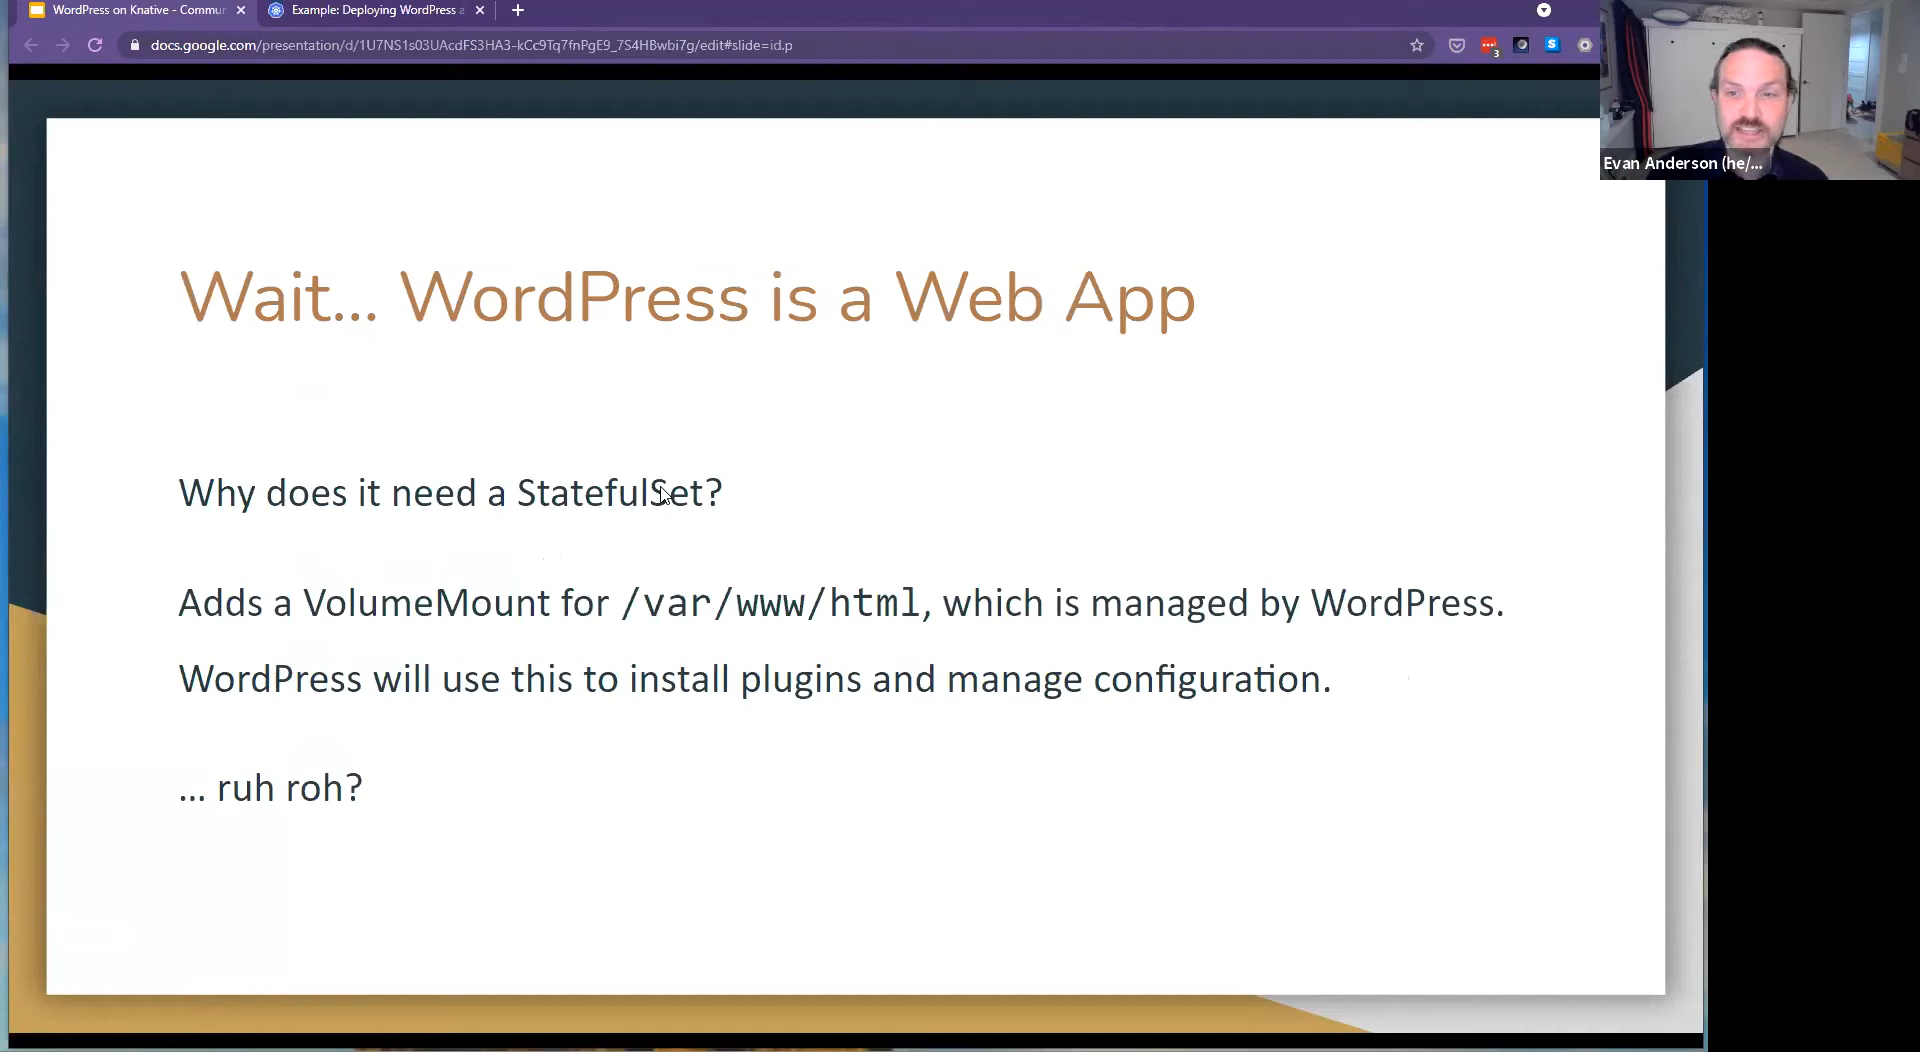 WordPress on Knative - Commu
Example: Deploying WordPress a
docs.google.com/presentation/d/1U7NS1s03UAcdFS3HA3-kCc9Tq7fnPgE9_7S4HBwbi7g/edit#slide=id.p
3
S
Evan Anderson (he/...
Wait... WordPress is a Web App
Why does it need a StatefulSet?
Adds a VolumeMount for /var/www/html, which is managed by WordPress.
WordPress will use this to install plugins and manage configuration.
... ruh roh?